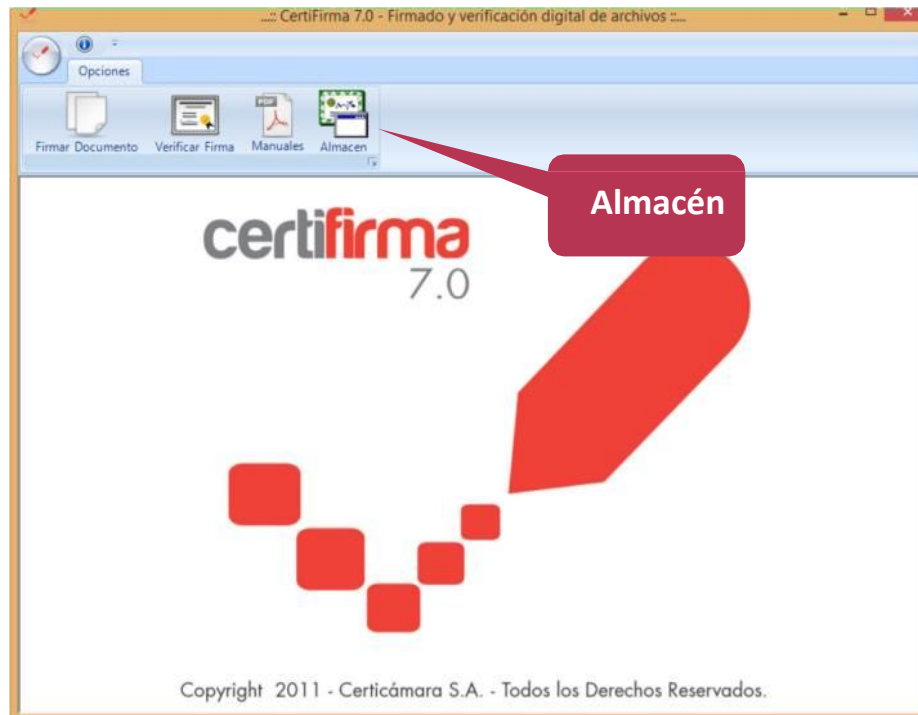 ...:: CertiFirma 7.0 - Firmado y verificación digital de archivos ::...
Opciones
Firmar Documento Verificar Firma Manuales Almacen
PDF
Almacén
certifirma
7.0
Copyright 2011 - Certicámara S.A. - Todos los Derechos Reservados.